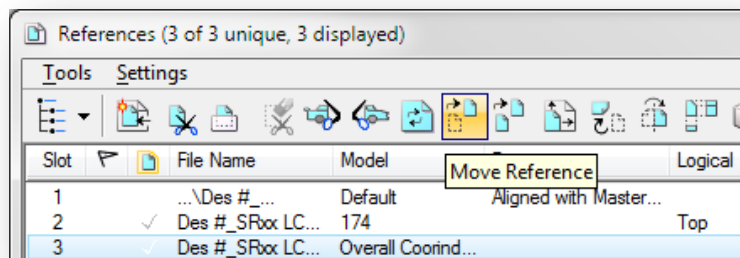 References (3 of 3 unique, 3 displayed)
Tools Settings
Slot File Name Model Logical
Move Reference
1 ...\Des #_... Default Aligned with Master...
2 Des #_SRxx LC... 174 Top
3 Des #_SRxx LC... Overall Coorind...